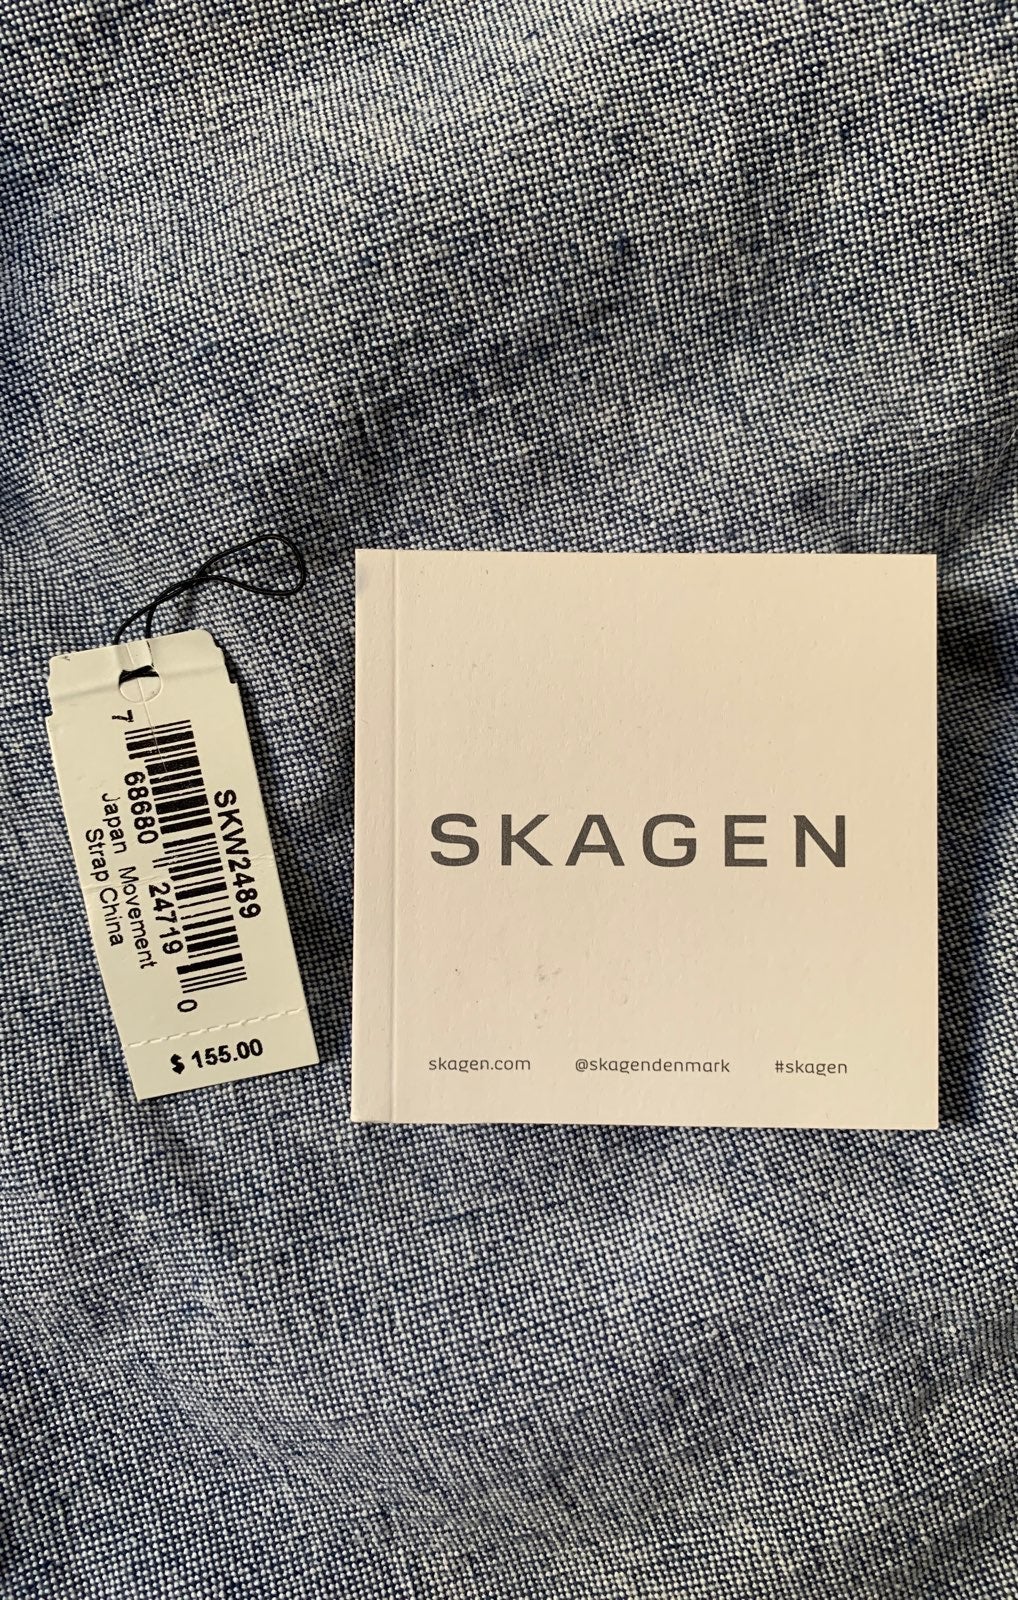 SKW2489
7 68680 24719 0
Japan Movement
Strap China
$ 155.00
SKAGEN
skagen.com @skagendenmark #skagen